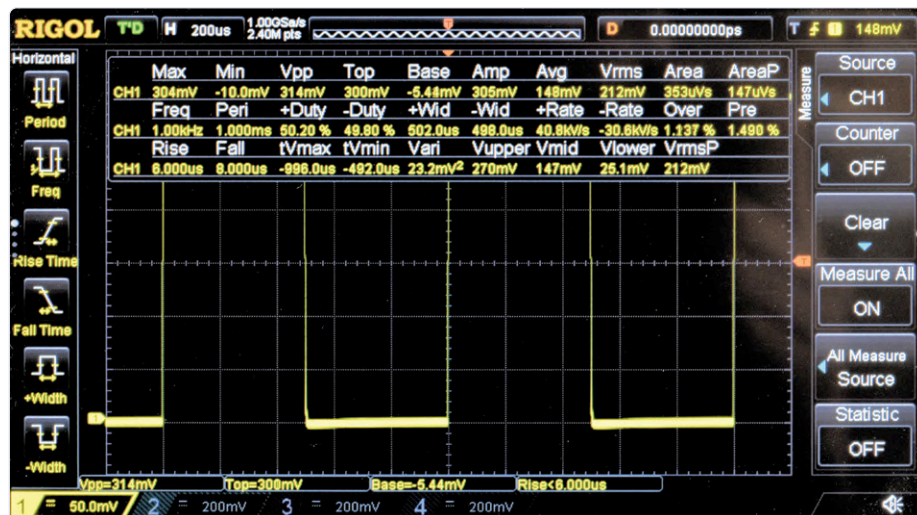 RIGOL T'D H 200us 1.00GSa/s 2.40M pts D 0.00000000ps T 1 148mV
Horizontal
Period
Freq
Rise Time
Fall Time
+Width
-Width
Max Min Vpp Top Base Amp Avg Vrms Area AreaP
CH1 304mV -10.0mV 314mV 300mV -5.44mV 305mV 148mV 212mV 353uVs 147uVs
Freq Peri +Duty -Duty +Wid -Wid +Rate -Rate Over Pre
CH1 1.00kHz 1.000ms 50.20 % 49.80 % 502.0us 498.0us 40.8kV/s -30.6kV/s 1.137 % 1.490 %
Rise Fall tVmax tVmin Vari Vupper Vmid Vlower VrmsP
CH1 6.000us 8.000us -996.0us -492.0us 23.2mV² 270mV 147mV 25.1mV 212mV
T
T
1
Measure
Source
CH1
Counter
OFF
Clear
Measure All
ON
All Measure
Source
Statistic
OFF
Vpp=314mV Top=300mV Base=-5.44mV Rise<6.000us
1 = 50.0mV 2 = 200mV 3 = 200mV 4 = 200mV